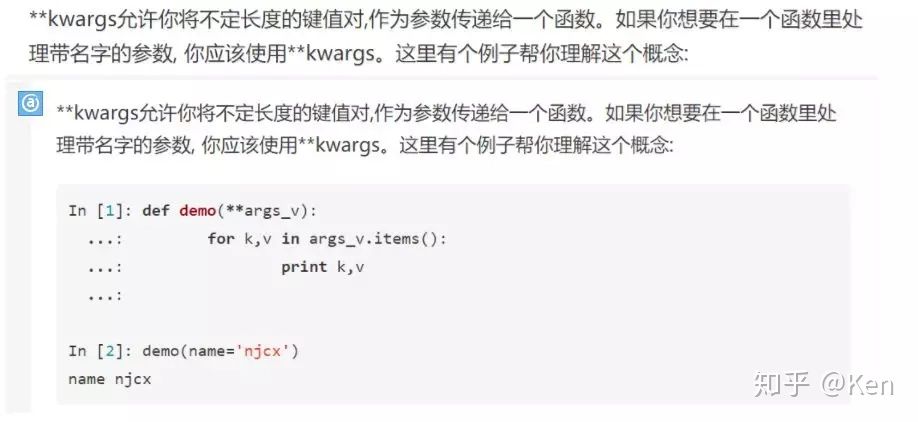 **kwargs允许你将不定长度的键值对,作为参数传递给一个函数。如果你想要在一个函数里处
理带名字的参数, 你应该使用**kwargs。这里有个例子帮你理解这个概念:
@
**kwargs允许你将不定长度的键值对,作为参数传递给一个函数。如果你想要在一个函数里处
理带名字的参数, 你应该使用**kwargs。这里有个例子帮你理解这个概念:
In [1]: def demo(**args_v):
...: for k,v in args_v.items():
...: print k,v
...:
In [2]: demo(name='njcx')
name njcx
知乎 @Ken